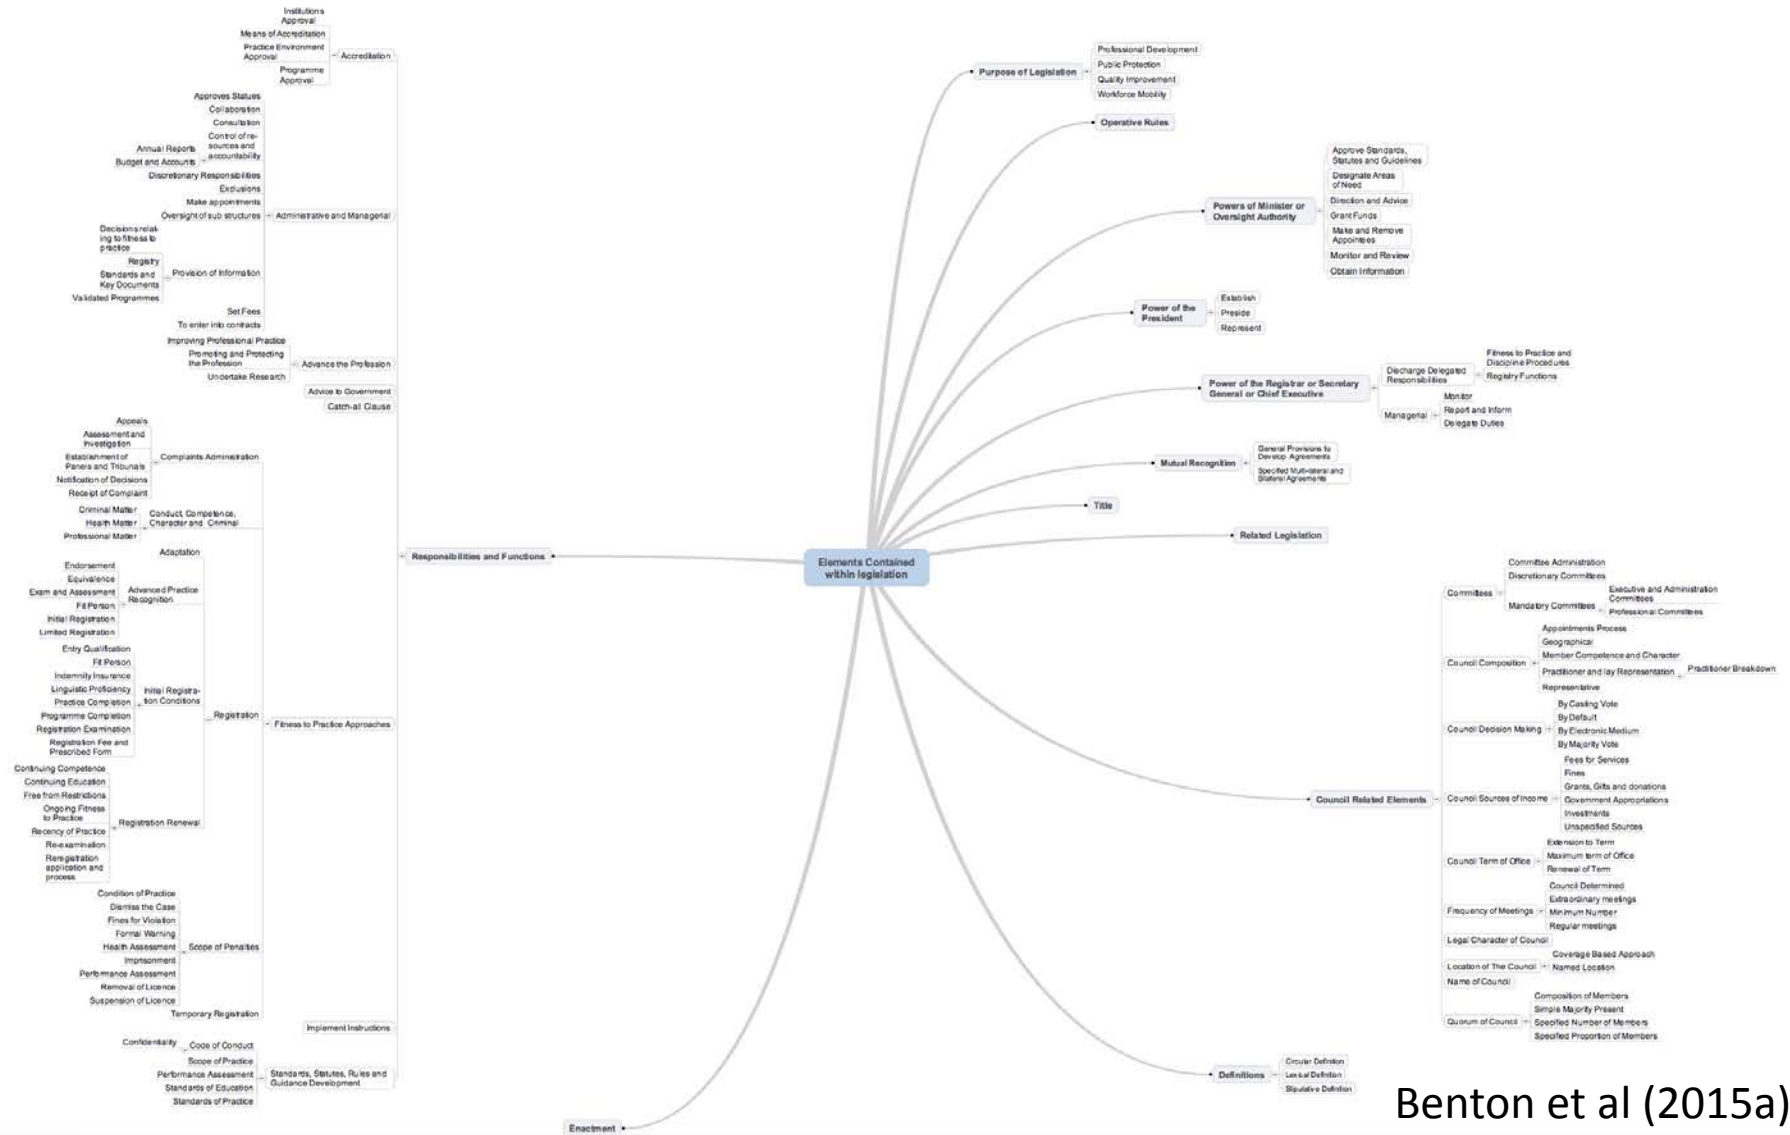 Institutions
Approval
Means of Accreditation
Practice Environment
Approval
Programme
Approval
Accreditation
Approves Statues
Collaboration
Consultation
Control of re-
sources and
accountability
Annual Reports
Budget and Accounts
Discretionary Responsibilities
Exclusions
Make appointments
Oversight of sub structures
Administrative and Managerial
Decisions relat-
ing to fitness to
practice
Registry
Standards and
Key Documents
Validated Programmes
Provision of Information
Set Fees
To enter into contracts
Improving Professional Practice
Promoting and Protecting
the Profession
Undertake Research
Advance the Profession
Advice to Government
Catch-all Clause
Appeals
Assessment and
Investigation
Establishment of
Panels and Tribunals
Notification of Decisions
Receipt of Complaint
Complaints Administration
Criminal Matter
Health Matter
Professional Matter
Conduct, Competence,
Character and Criminal
Adaptation
Endorsement
Equivalence
Exam and Assessment
Fit Person
Initial Registration
Limited Registration
Advanced Practice
Recognition
Entry Qualification
Fit Person
Indemnity Insurance
Linguistic Proficiency
Practice Completion
Programme Completion
Registration Examination
Registration Fee and
Prescribed Form
Initial Registra-
tion Conditions
Registration
Fitness to Practice Approaches
Continuing Competence
Continuing Education
Free from Restrictions
Ongoing Fitness
to Practice
Recency of Practice
Re-examination
Reregistration
application and
process
Registration Renewal
Condition of Practice
Dismiss the Case
Fines for Violation
Formal Warning
Health Assessment
Imprisonment
Performance Assessment
Removal of Licence
Suspension of Licence
Scope of Penalties
Temporary Registration
Implement Instructions
Confidentiality
Code of Conduct
Scope of Practice
Performance Assessment
Standards of Education
Standards of Practice
Standards, Statutes, Rules and
Guidance Development
Responsibilities and Functions
Enactment
Elements Contained
within legislation
Purpose of Legislation
Professional Development
Public Protection
Quality Improvement
Workforce Mobility
Operative Rules
Powers of Minister or
Oversight Authority
Approve Standards,
Statutes and Guidelines
Designate Areas
of Need
Direction and Advice
Grant Funds
Make and Remove
Appointees
Monitor and Review
Obtain Information
Power of the
President
Establish
Preside
Represent
Power of the Registrar or Secretary
General or Chief Executive
Discharge Delegated
Responsibilities
Fitness to Practice and
Discipline Procedures
Registry Functions
Managerial
Monitor
Report and Inform
Delegate Duties
Mutual Recognition
General Provisions to
Develop Agreements
Specified Multi-lateral and
Bilateral Agreements
Title
Related Legislation
Council Related Elements
Committees
Committee Administration
Discretionary Committees
Mandatory Committees
Executive and Administration
Committees
Professional Committees
Council Composition
Appointments Process
Geographical
Member Competence and Character
Practitioner and lay Representation
Practitioner Breakdown
Representative
Council Decision Making
By Casting Vote
By Default
By Electronic Medium
By Majority Vote
Council Sources of Income
Fees for Services
Fines
Grants, Gifts and donations
Government Appropriations
Investments
Unspecified Sources
Council Term of Office
Extension to Term
Maximum term of Office
Renewal of Term
Frequency of Meetings
Council Determined
Extraordinary meetings
Minimum Number
Regular meetings
Legal Character of Council
Location of The Council
Coverage Based Approach
Named Location
Name of Council
Quorum of Council
Composition of Members
Simple Majority Present
Specified Number of Members
Specified Proportion of Members
Definitions
Circular Definition
Lexical Definition
Stipulative Definition
Benton et al (2015a)